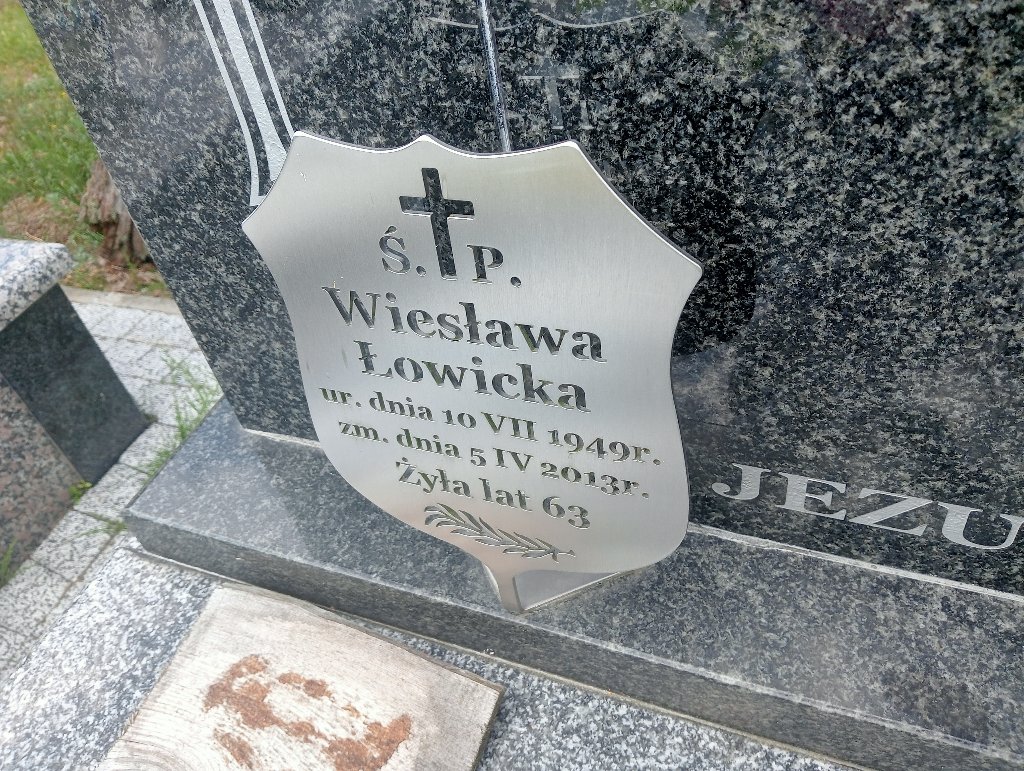 Ś. P.
Wiesława
Łowicka
ur. dnia 10 VII 1949r.
zm. dnia 5 IV 2013r.
Żyła lat 63
JEZU